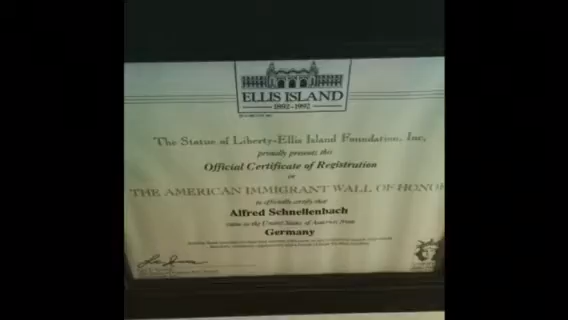 ELLIS ISLAND
1892-1992
The Statue of Liberty-Ellis Island Foundation, Inc.
proudly presents this
Official Certificate of Registration
in
THE AMERICAN IMMIGRANT WALL OF HONOR
to officially certify that
Alfred Schnellenbach
came to the United States of America from
Germany